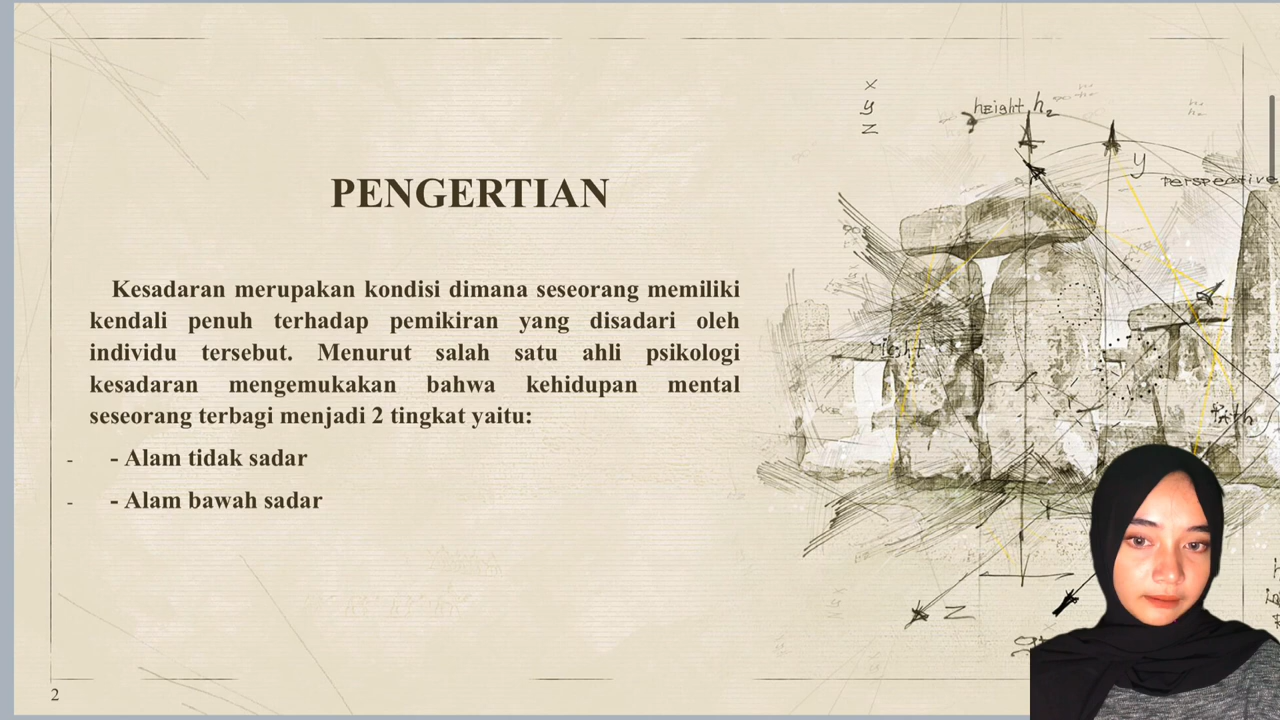 x
y
z
height h₂
y
perspective
PENGERTIAN
Kesadaran merupakan kondisi dimana seseorang memiliki
kendali penuh terhadap pemikiran yang disadari oleh
individu tersebut. Menurut salah satu ahli psikologi
kesadaran mengemukakan bahwa kehidupan mental
seseorang terbagi menjadi 2 tingkat yaitu:
- - Alam tidak sadar
- - Alam bawah sadar
z
2